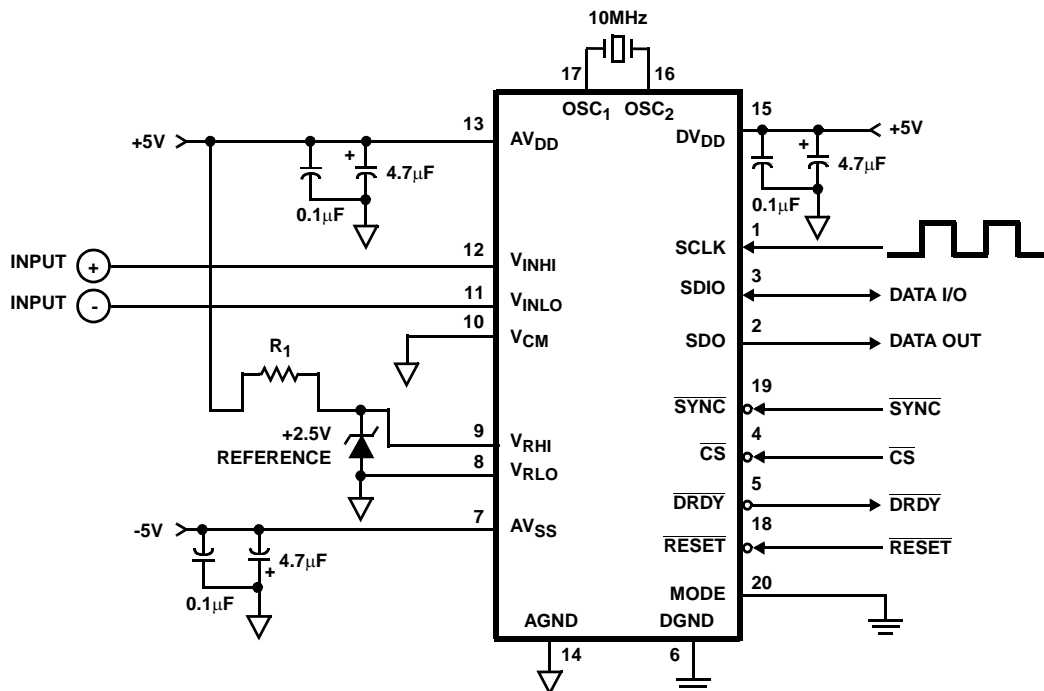 10MHz
17
16
OSC1
OSC2
+5V
13
AVDD
+
4.7μF
0.1μF
15
DVDD
+5V
+
4.7μF
0.1μF
1
SCLK
INPUT
+
12
VINHI
3
SDIO
DATA I/O
INPUT
-
11
VINLO
10
VCM
2
SDO
DATA OUT
R1
19
SYNC
SYNC
+2.5V
REFERENCE
9
VRHI
4
CS
CS
8
VRLO
5
DRDY
DRDY
-5V
7
AVSS
18
RESET
RESET
4.7μF
+
0.1μF
20
MODE
AGND
DGND
14
6